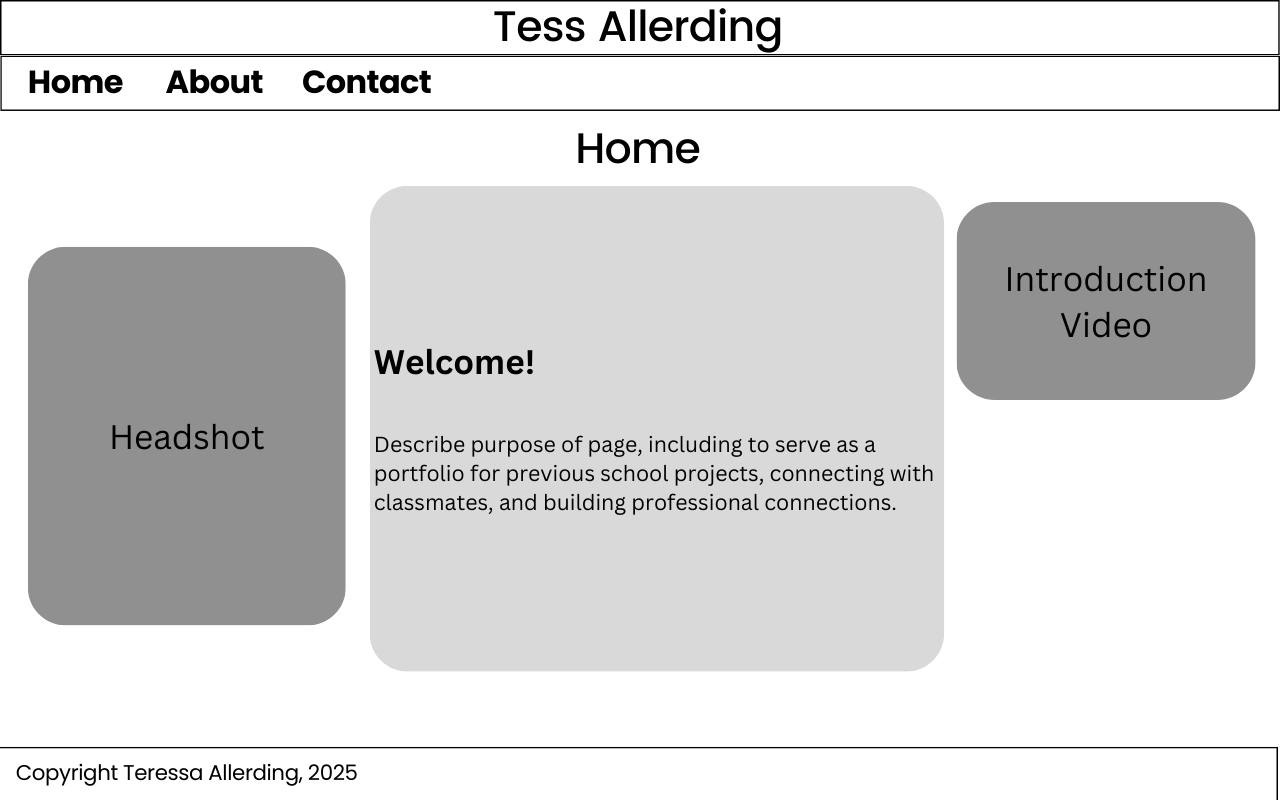 Tess Allerding
Home About Contact
Home
Headshot
Welcome!
Describe purpose of page, including to serve as a
portfolio for previous school projects, connecting with
classmates, and building professional connections.
Introduction
Video
Copyright Teressa Allerding, 2025